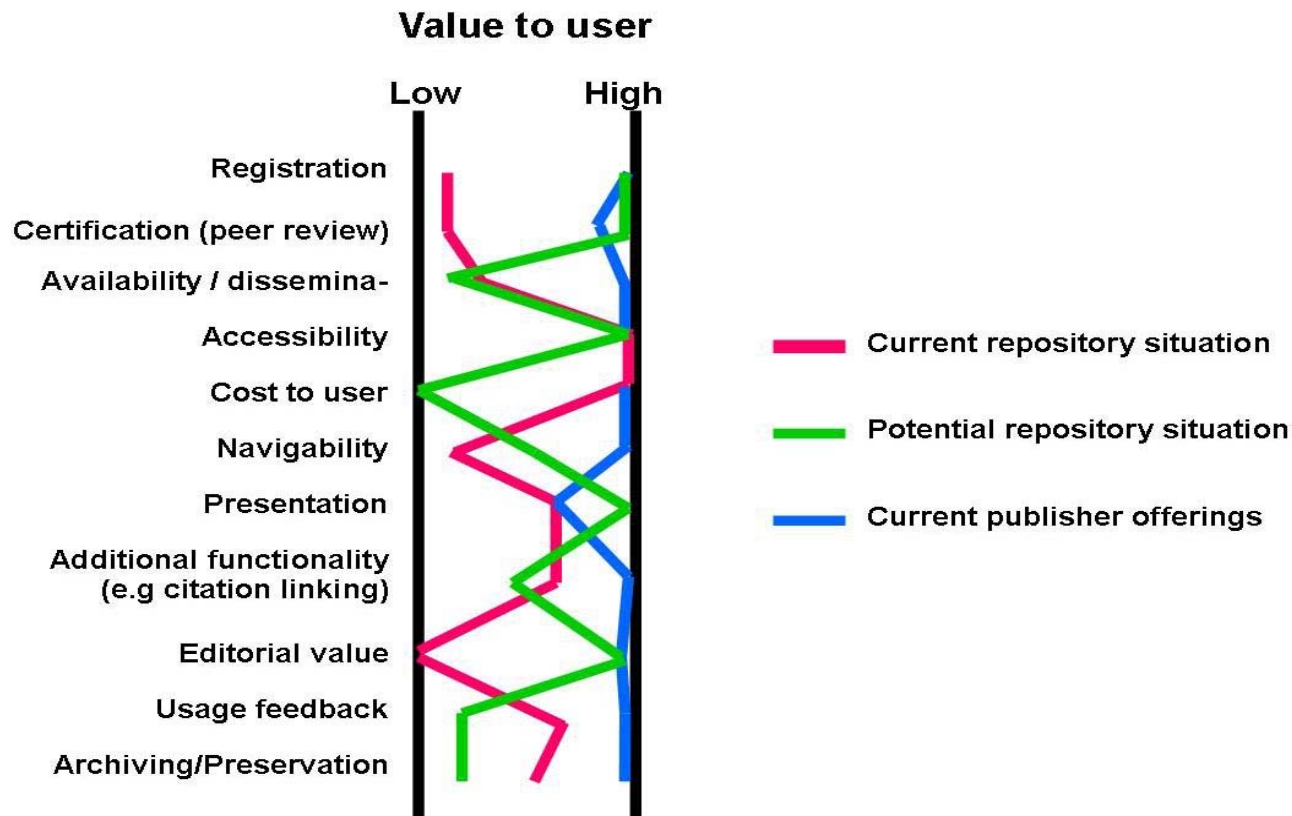 Value to user
Low High
Registration
Certification (peer review)
Availability / dissemina-
Accessibility
Cost to user
Navigability
Presentation
Additional functionality
(e.g citation linking)
Editorial value
Usage feedback
Archiving/Preservation
Current repository situation
Potential repository situation
Current publisher offerings